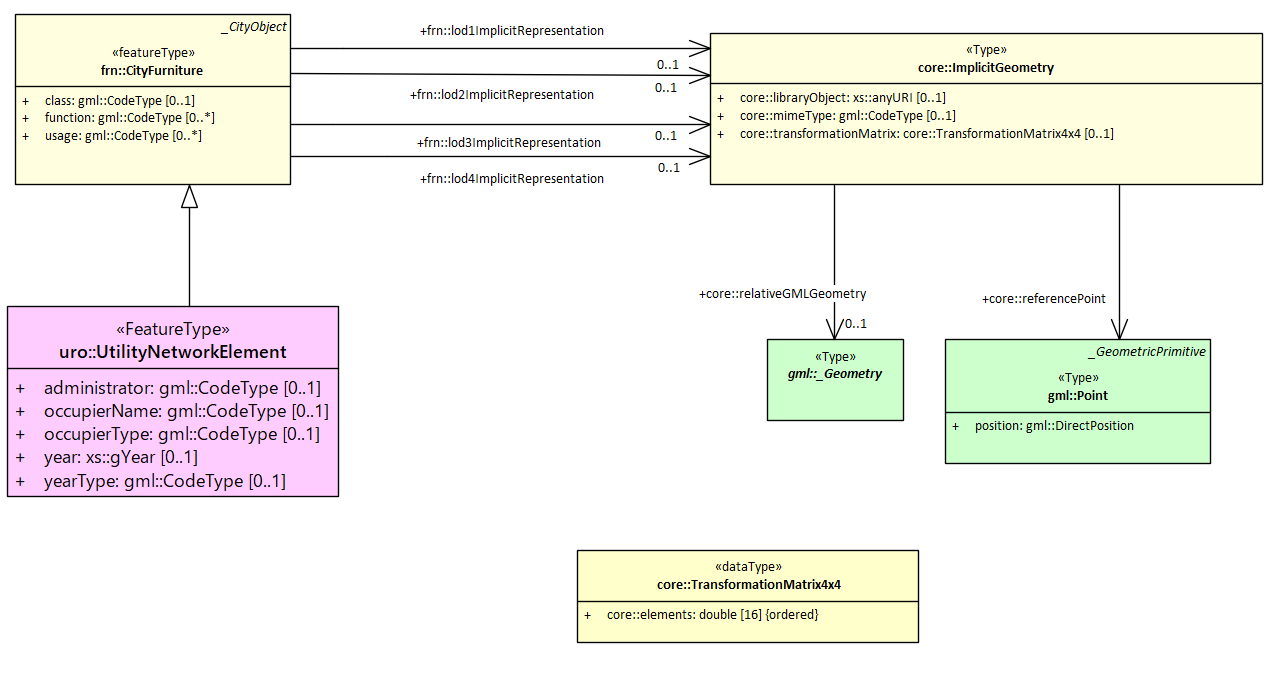 _CityObject
«featureType»
frn::CityFurniture
+ class: gml::CodeType [0..1]
+ function: gml::CodeType [0..*]
+ usage: gml::CodeType [0..*]
+frn::lod1ImplicitRepresentation
0..1
0..1
+frn::lod2ImplicitRepresentation
0..1
+frn::lod3ImplicitRepresentation
0..1
+frn::lod4ImplicitRepresentation
«Type»
core::ImplicitGeometry
+ core::libraryObject: xs::anyURI [0..1]
+ core::mimeType: gml::CodeType [0..1]
+ core::transformationMatrix: core::TransformationMatrix4x4 [0..1]
+core::relativeGMLGeometry
0..1
+core::referencePoint
«FeatureType»
uro::UtilityNetworkElement
+ administrator: gml::CodeType [0..1]
+ occupierName: gml::CodeType [0..1]
+ occupierType: gml::CodeType [0..1]
+ year: xs::gYear [0..1]
+ yearType: gml::CodeType [0..1]
«Type»
gml::_Geometry
_GeometricPrimitive
«Type»
gml::Point
+ position: gml::DirectPosition
«dataType»
core::TransformationMatrix4x4
+ core::elements: double [16] {ordered}